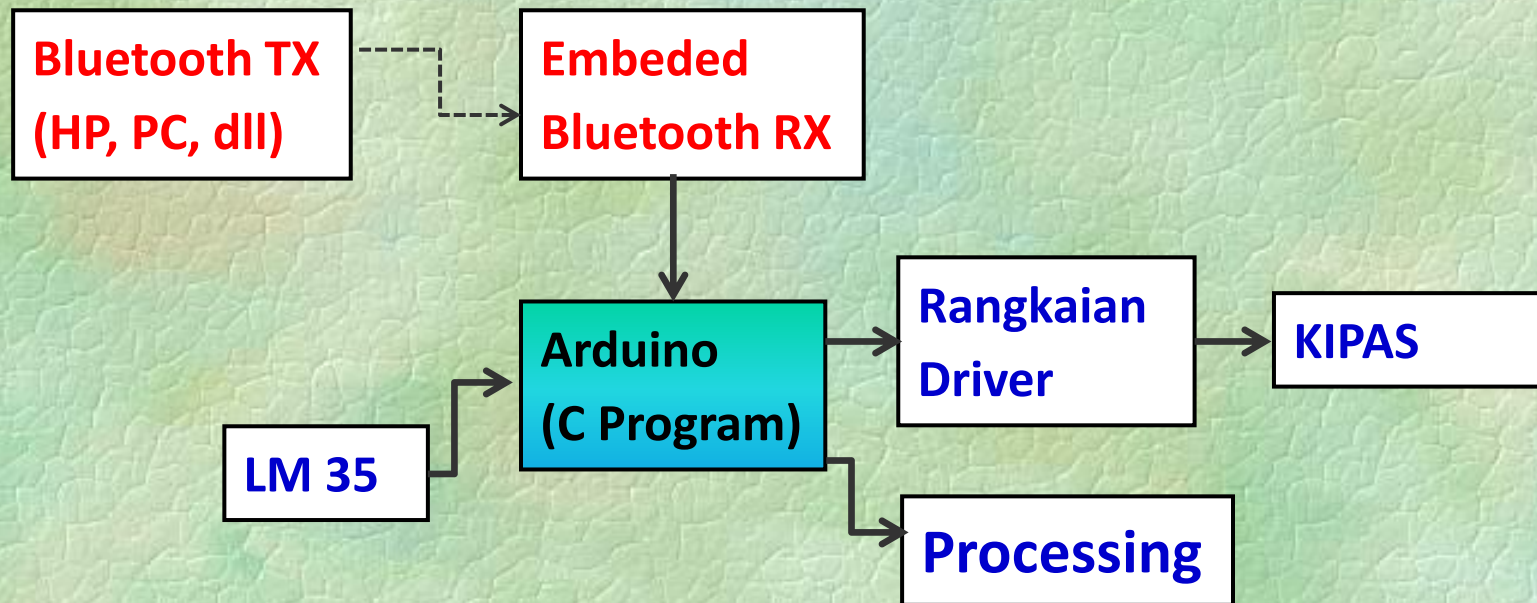 Bluetooth TX
(HP, PC, dll)
Embeded
Bluetooth RX
Arduino
(C Program)
Rangkaian
Driver
KIPAS
LM 35
Processing